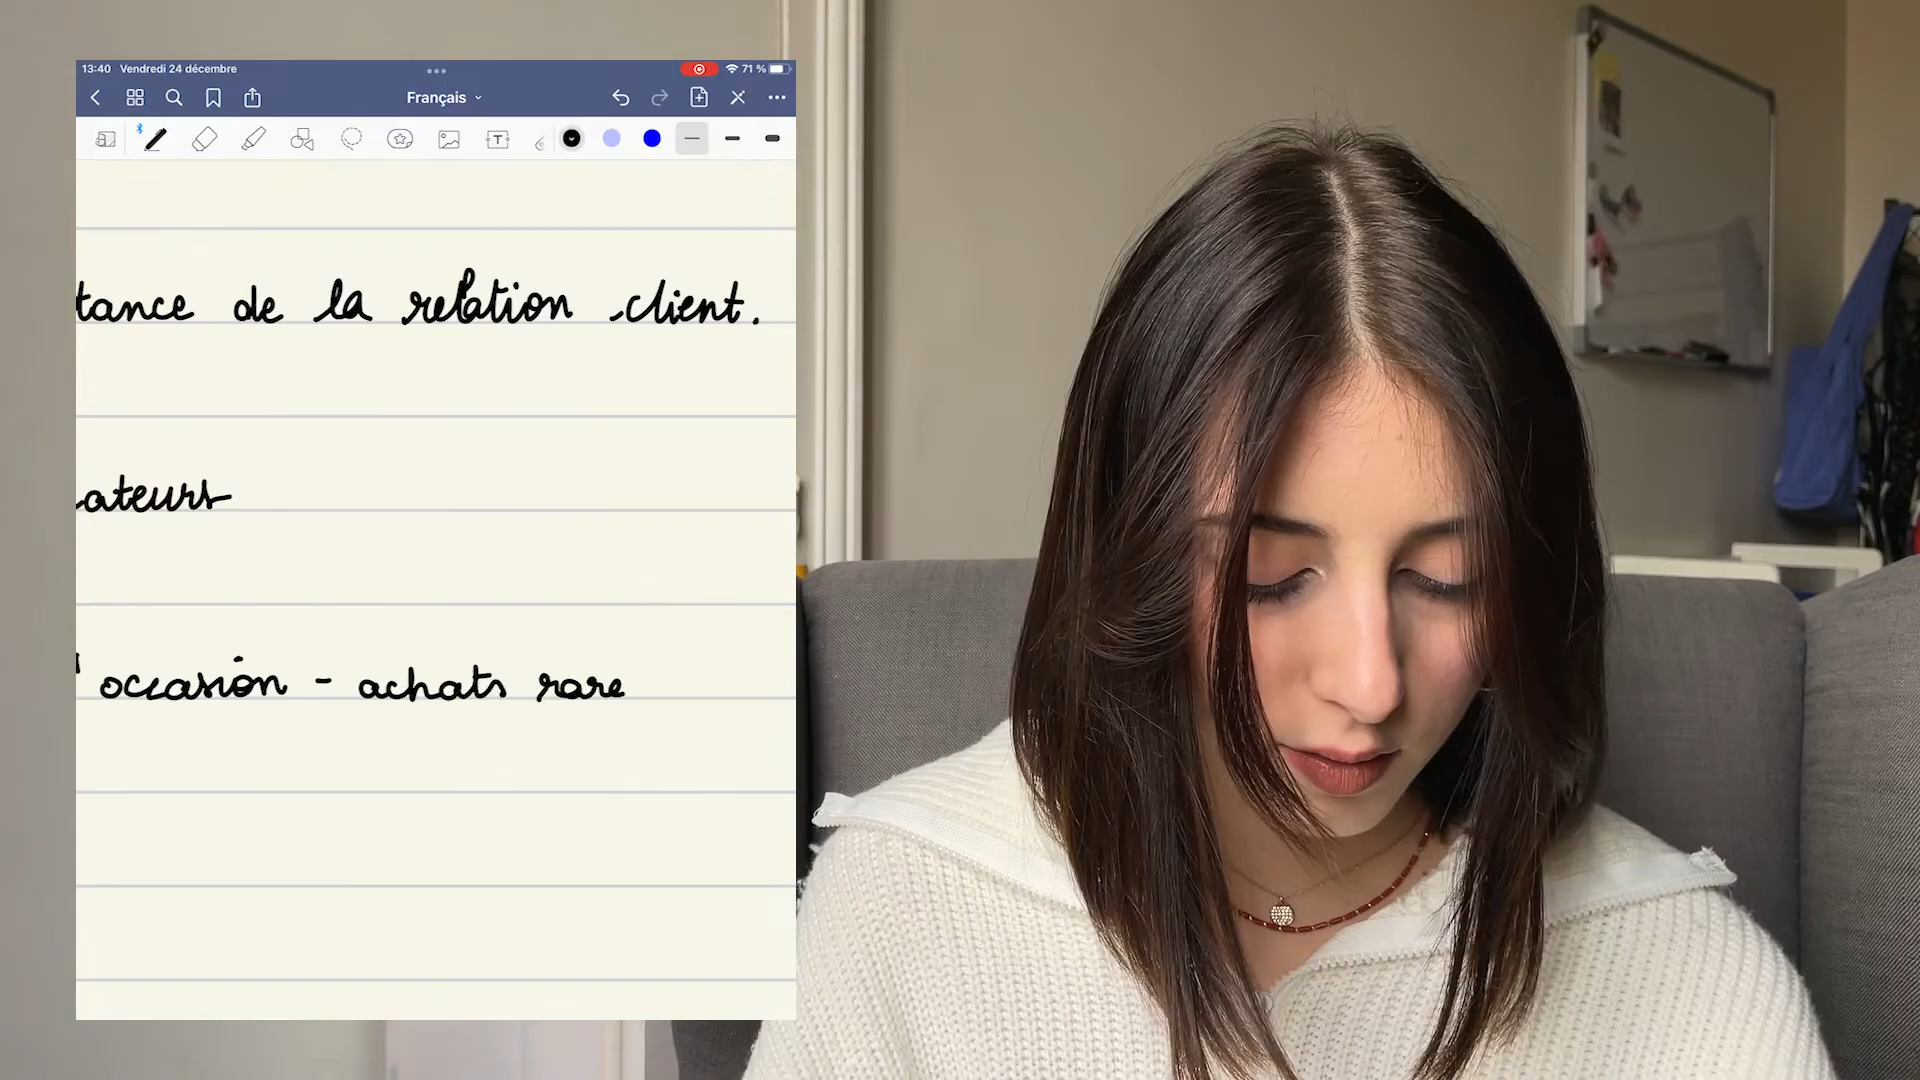 13:40 Vendredi 24 décembre
71 %
Français
T
tance de la relation client.
ateurs
occasion - achats rare